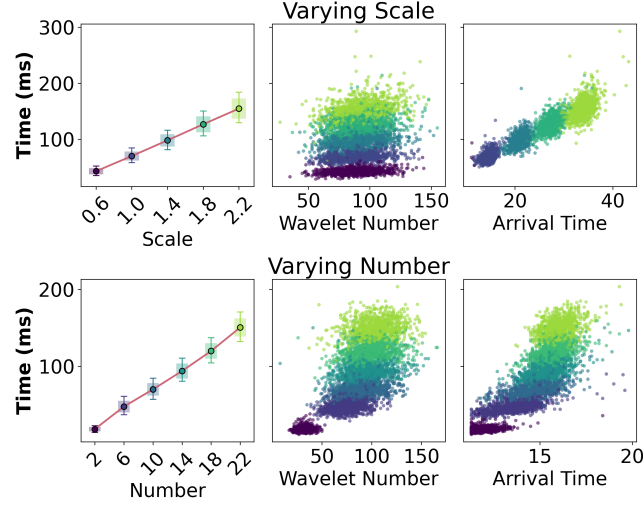 Varying Scale
300
200
100
Time (ms)
0.6 1.0 1.4 1.8 2.2
Scale
50 100 150
Wavelet Number
20 40
Arrival Time
Varying Number
200
100
Time (ms)
2 6 10 14 18 22
Number
50 100 150
Wavelet Number
15 20
Arrival Time